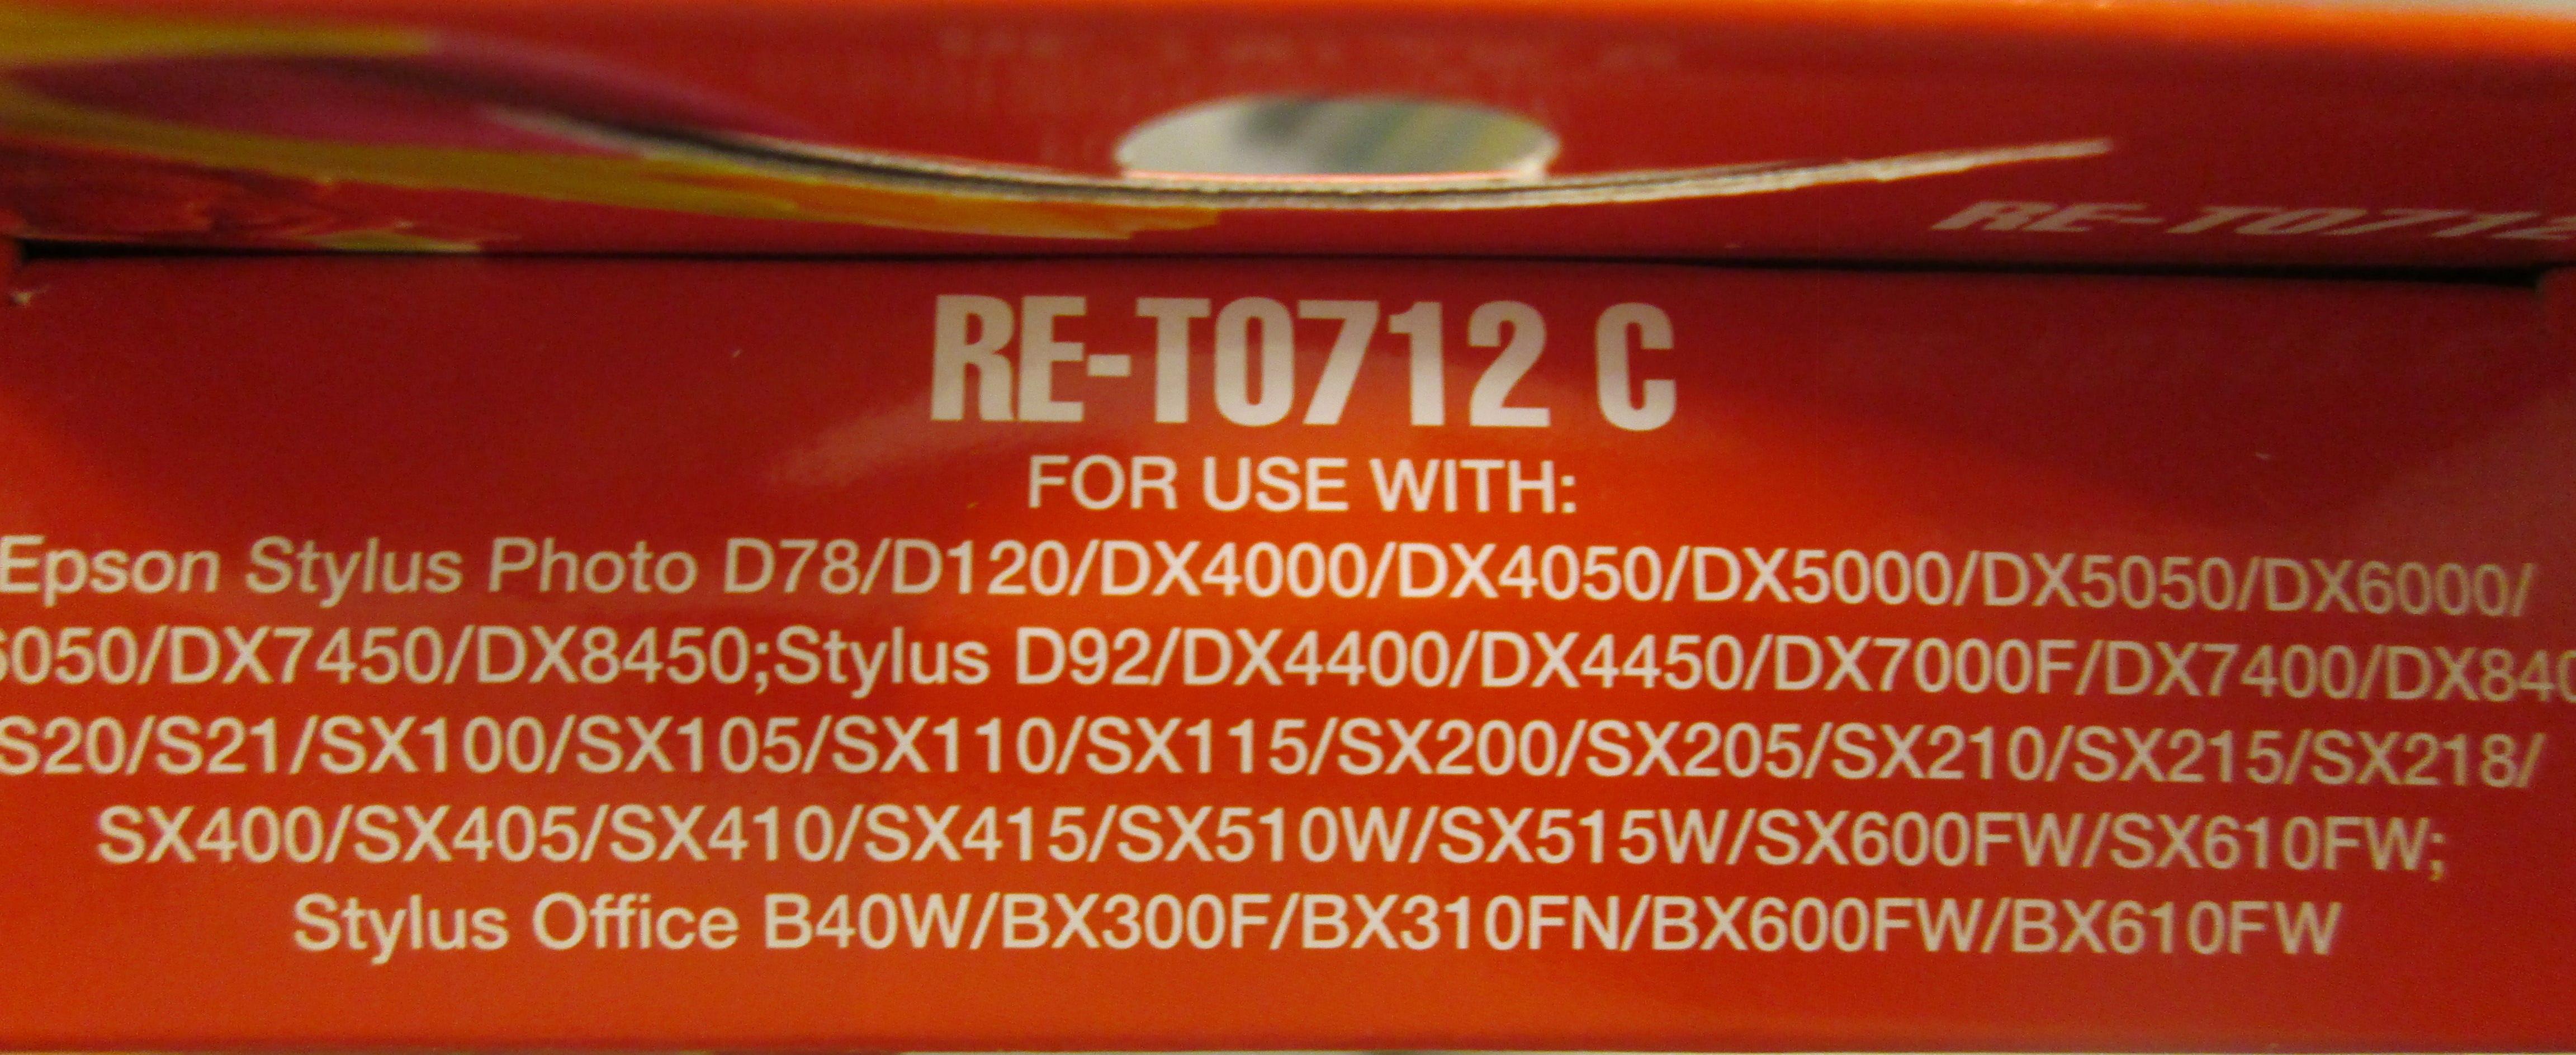 RE-T0712
RE-T0712 C
FOR USE WITH:
Epson Stylus Photo D78/D120/DX4000/DX4050/DX5000/DX5050/DX6000/
6050/DX7450/DX8450;Stylus D92/DX4400/DX4450/DX7000F/DX7400/DX840
S20/S21/SX100/SX105/SX110/SX115/SX200/SX205/SX210/SX215/SX218/
SX400/SX405/SX410/SX415/SX510W/SX515W/SX600FW/SX610FW;
Stylus Office B40W/BX300F/BX310FN/BX600FW/BX610FW